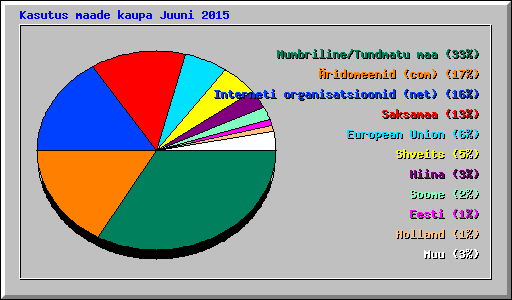 Kasutus maade kaupa Juuni 2015
Numbriline/Tundmatu maa (33%)
Äridomeenid (com) (17%)
Interneti organisatsioonid (net) (16%)
Saksamaa (13%)
European Union (6%)
Shveits (5%)
Hiina (3%)
Soome (2%)
Eesti (1%)
Holland (1%)
Muu (3%)